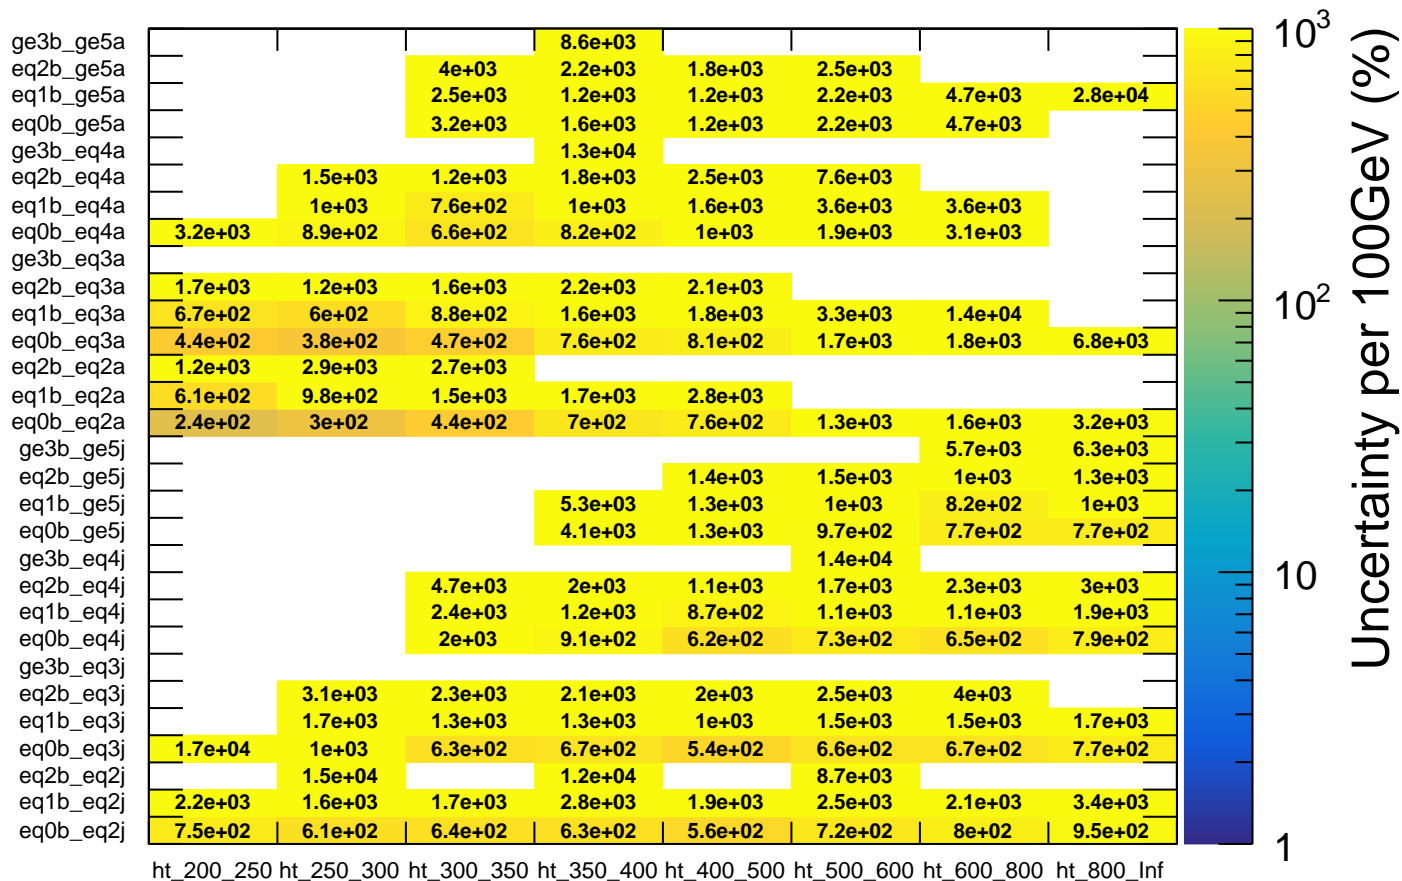 ge3b_ge5a 8.6e+03
eq2b_ge5a 4e+03 2.2e+03 1.8e+03 2.5e+03
eq1b_ge5a 2.5e+03 1.2e+03 1.2e+03 2.2e+03 4.7e+03 2.8e+04
eq0b_ge5a 3.2e+03 1.6e+03 1.2e+03 2.2e+03 4.7e+03
ge3b_eq4a 1.3e+04
eq2b_eq4a 1.5e+03 1.2e+03 1.8e+03 2.5e+03 7.6e+03
eq1b_eq4a 1e+03 7.6e+02 1e+03 1.6e+03 3.6e+03 3.6e+03
eq0b_eq4a 3.2e+03 8.9e+02 6.6e+02 8.2e+02 1e+03 1.9e+03 3.1e+03
ge3b_eq3a
eq2b_eq3a 1.7e+03 1.2e+03 1.6e+03 2.2e+03 2.1e+03
eq1b_eq3a 6.7e+02 6e+02 8.8e+02 1.6e+03 1.8e+03 3.3e+03 1.4e+04
eq0b_eq3a 4.4e+02 3.8e+02 4.7e+02 7.6e+02 8.1e+02 1.7e+03 1.8e+03 6.8e+03
eq2b_eq2a 1.2e+03 2.9e+03 2.7e+03
eq1b_eq2a 6.1e+02 9.8e+02 1.5e+03 1.7e+03 2.8e+03
eq0b_eq2a 2.4e+02 3e+02 4.4e+02 7e+02 7.6e+02 1.3e+03 1.6e+03 3.2e+03
ge3b_ge5j 5.7e+03 6.3e+03
eq2b_ge5j 1.4e+03 1.5e+03 1e+03 1.3e+03
eq1b_ge5j 5.3e+03 1.3e+03 1e+03 8.2e+02 1e+03
eq0b_ge5j 4.1e+03 1.3e+03 9.7e+02 7.7e+02 7.7e+02
ge3b_eq4j 1.4e+04
eq2b_eq4j 4.7e+03 2e+03 1.1e+03 1.7e+03 2.3e+03 3e+03
eq1b_eq4j 2.4e+03 1.2e+03 8.7e+02 1.1e+03 1.1e+03 1.9e+03
eq0b_eq4j 2e+03 9.1e+02 6.2e+02 7.3e+02 6.5e+02 7.9e+02
ge3b_eq3j
eq2b_eq3j 3.1e+03 2.3e+03 2.1e+03 2e+03 2.5e+03 4e+03
eq1b_eq3j 1.7e+03 1.3e+03 1.3e+03 1e+03 1.5e+03 1.5e+03 1.7e+03
eq0b_eq3j 1.7e+04 1e+03 6.3e+02 6.7e+02 5.4e+02 6.6e+02 6.7e+02 7.7e+02
eq2b_eq2j 1.5e+04 1.2e+04 8.7e+03
eq1b_eq2j 2.2e+03 1.6e+03 1.7e+03 2.8e+03 1.9e+03 2.5e+03 2.1e+03 3.4e+03
eq0b_eq2j 7.5e+02 6.1e+02 6.4e+02 6.3e+02 5.6e+02 7.2e+02 8e+02 9.5e+02
ht_200_250 ht_250_300 ht_300_350 ht_350_400 ht_400_500 ht_500_600 ht_600_800 ht_800_Inf
10³
10²
10
1
Uncertainty per 100GeV (%)